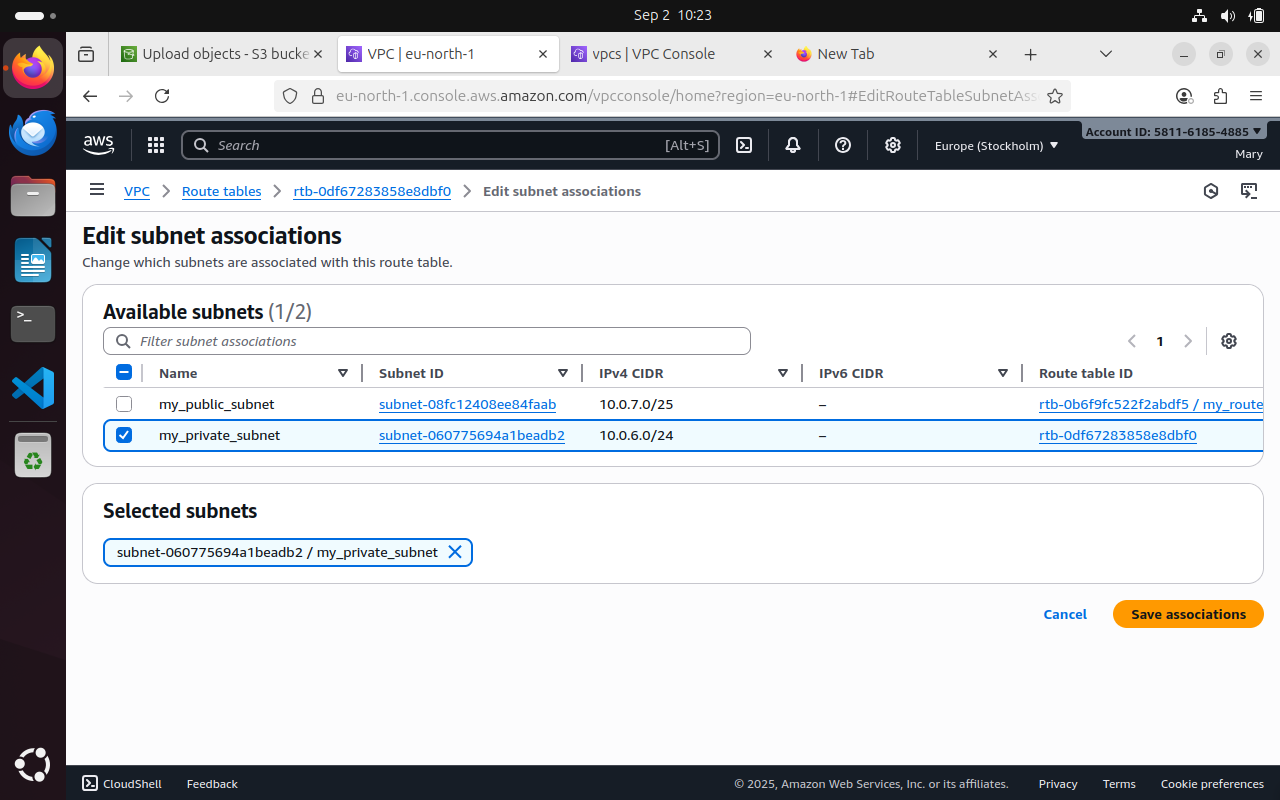 Sep 2 10:23
Upload objects - S3 bucke
VPC | eu-north-1
vpcs | VPC Console
New Tab
eu-north-1.console.aws.amazon.com/vpcconsole/home?region=eu-north-1#EditRouteTableSubnetAss
aws
Search
[Alt+S]
Europe (Stockholm)
Account ID: 5811-6185-4885
Mary
VPC
Route tables
rtb-0df67283858e8dbf0
Edit subnet associations
Edit subnet associations
Change which subnets are associated with this route table.
Available subnets (1/2)
Filter subnet associations
1
Name Subnet ID IPv4 CIDR IPv6 CIDR Route table ID
my_public_subnet subnet-08fc12408ee84faab 10.0.7.0/25 – rtb-0b6f9fc522f2abdf5 / my_route
my_private_subnet subnet-060775694a1beadb2 10.0.6.0/24 – rtb-0df67283858e8dbf0
Selected subnets
subnet-060775694a1beadb2 / my_private_subnet
Cancel
Save associations
CloudShell
Feedback
© 2025, Amazon Web Services, Inc. or its affiliates.
Privacy
Terms
Cookie preferences